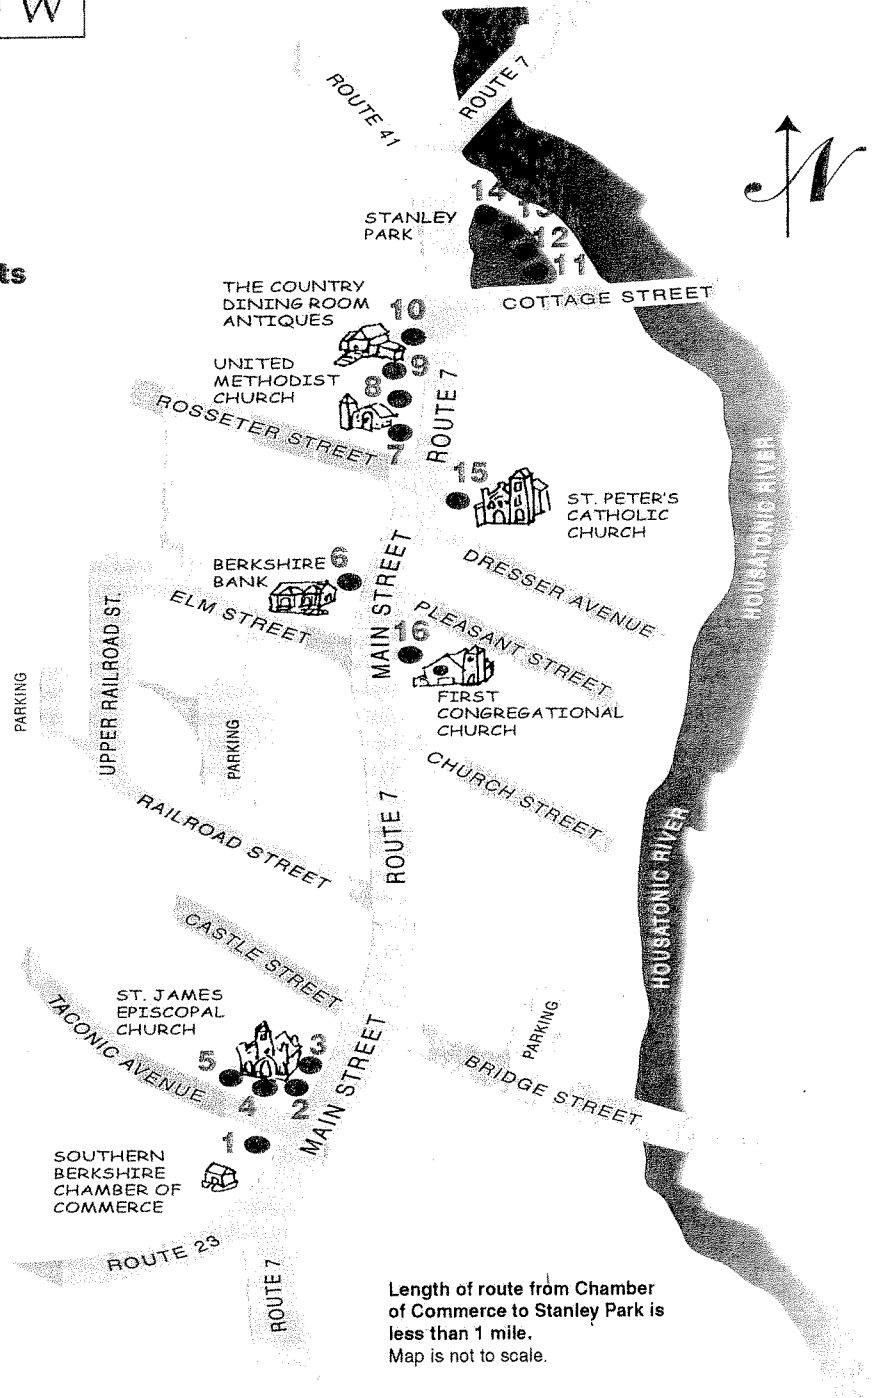 W
ROUTE 7
ROUTE 41
N
14
13
12
11
STANLEY
PARK
ts
THE COUNTRY
DINING ROOM
ANTIQUES
10
COTTAGE STREET
UNITED
METHODIST
CHURCH
9
8
ROUTE 7
ROSSETER STREET
7
15
ST. PETER'S
CATHOLIC
CHURCH
HOUSATONIC RIVER
BERKSHIRE
BANK
6
MAIN STREET
DRESSER AVENUE
ELM STREET
PLEASANT STREET
16
FIRST
CONGREGATIONAL
CHURCH
UPPER RAILROAD ST.
PARKING
PARKING
CHURCH STREET
RAILROAD STREET
ROUTE 7
HOUSATONIC RIVER
CASTLE STREET
ST. JAMES
EPISCOPAL
CHURCH
TACONIC AVENUE
5
3
4
2
MAIN STREET
PARKING
BRIDGE STREET
1
SOUTHERN
BERKSHIRE
CHAMBER OF
COMMERCE
ROUTE 23
ROUTE 7
Length of route from Chamber
of Commerce to Stanley Park is
less than 1 mile.
Map is not to scale.